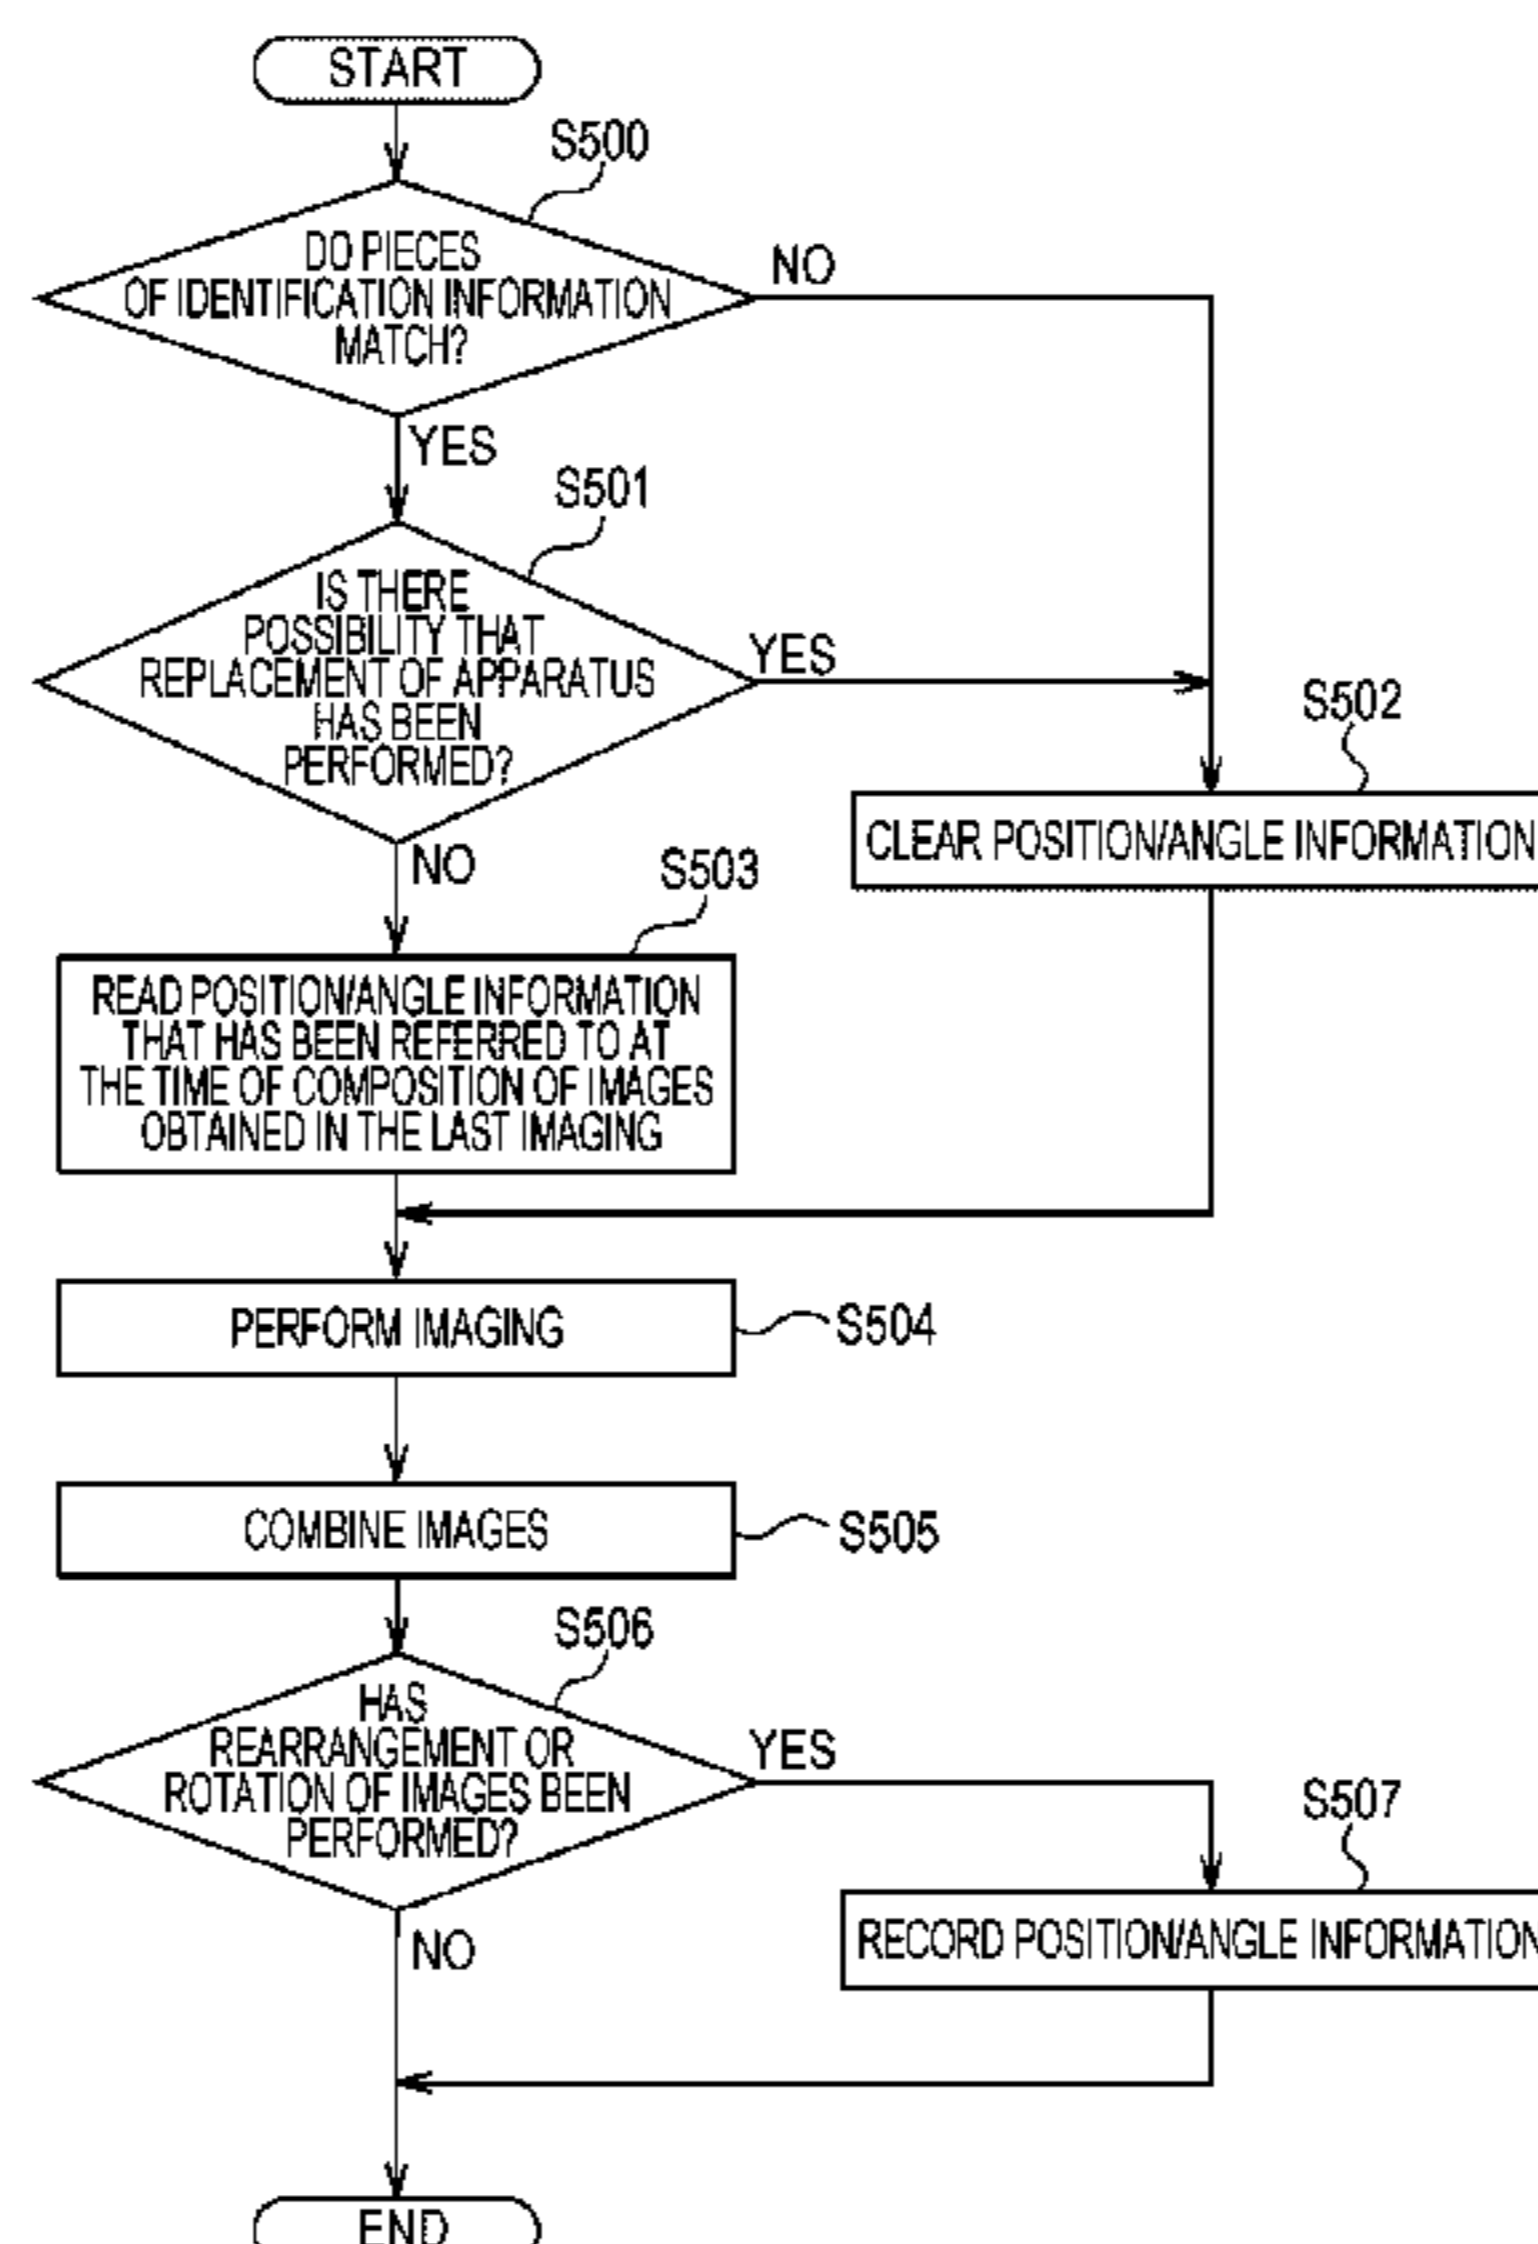 START
S500
DO PIECES
OF IDENTIFICATION INFORMATION
MATCH?
NO
YES
S501
IS THERE
POSSIBILITY THAT
REPLACEMENT OF APPARATUS
HAS BEEN
PERFORMED?
YES
S502
CLEAR POSITION/ANGLE INFORMATION
NO
S503
READ POSITION/ANGLE INFORMATION
THAT HAS BEEN REFERRED TO AT
THE TIME OF COMPOSITION OF IMAGES
OBTAINED IN THE LAST IMAGING
PERFORM IMAGING
S504
COMBINE IMAGES
S505
S506
HAS
REARRANGEMENT OR
ROTATION OF IMAGES BEEN
PERFORMED?
YES
S507
RECORD POSITION/ANGLE INFORMATION
NO
END